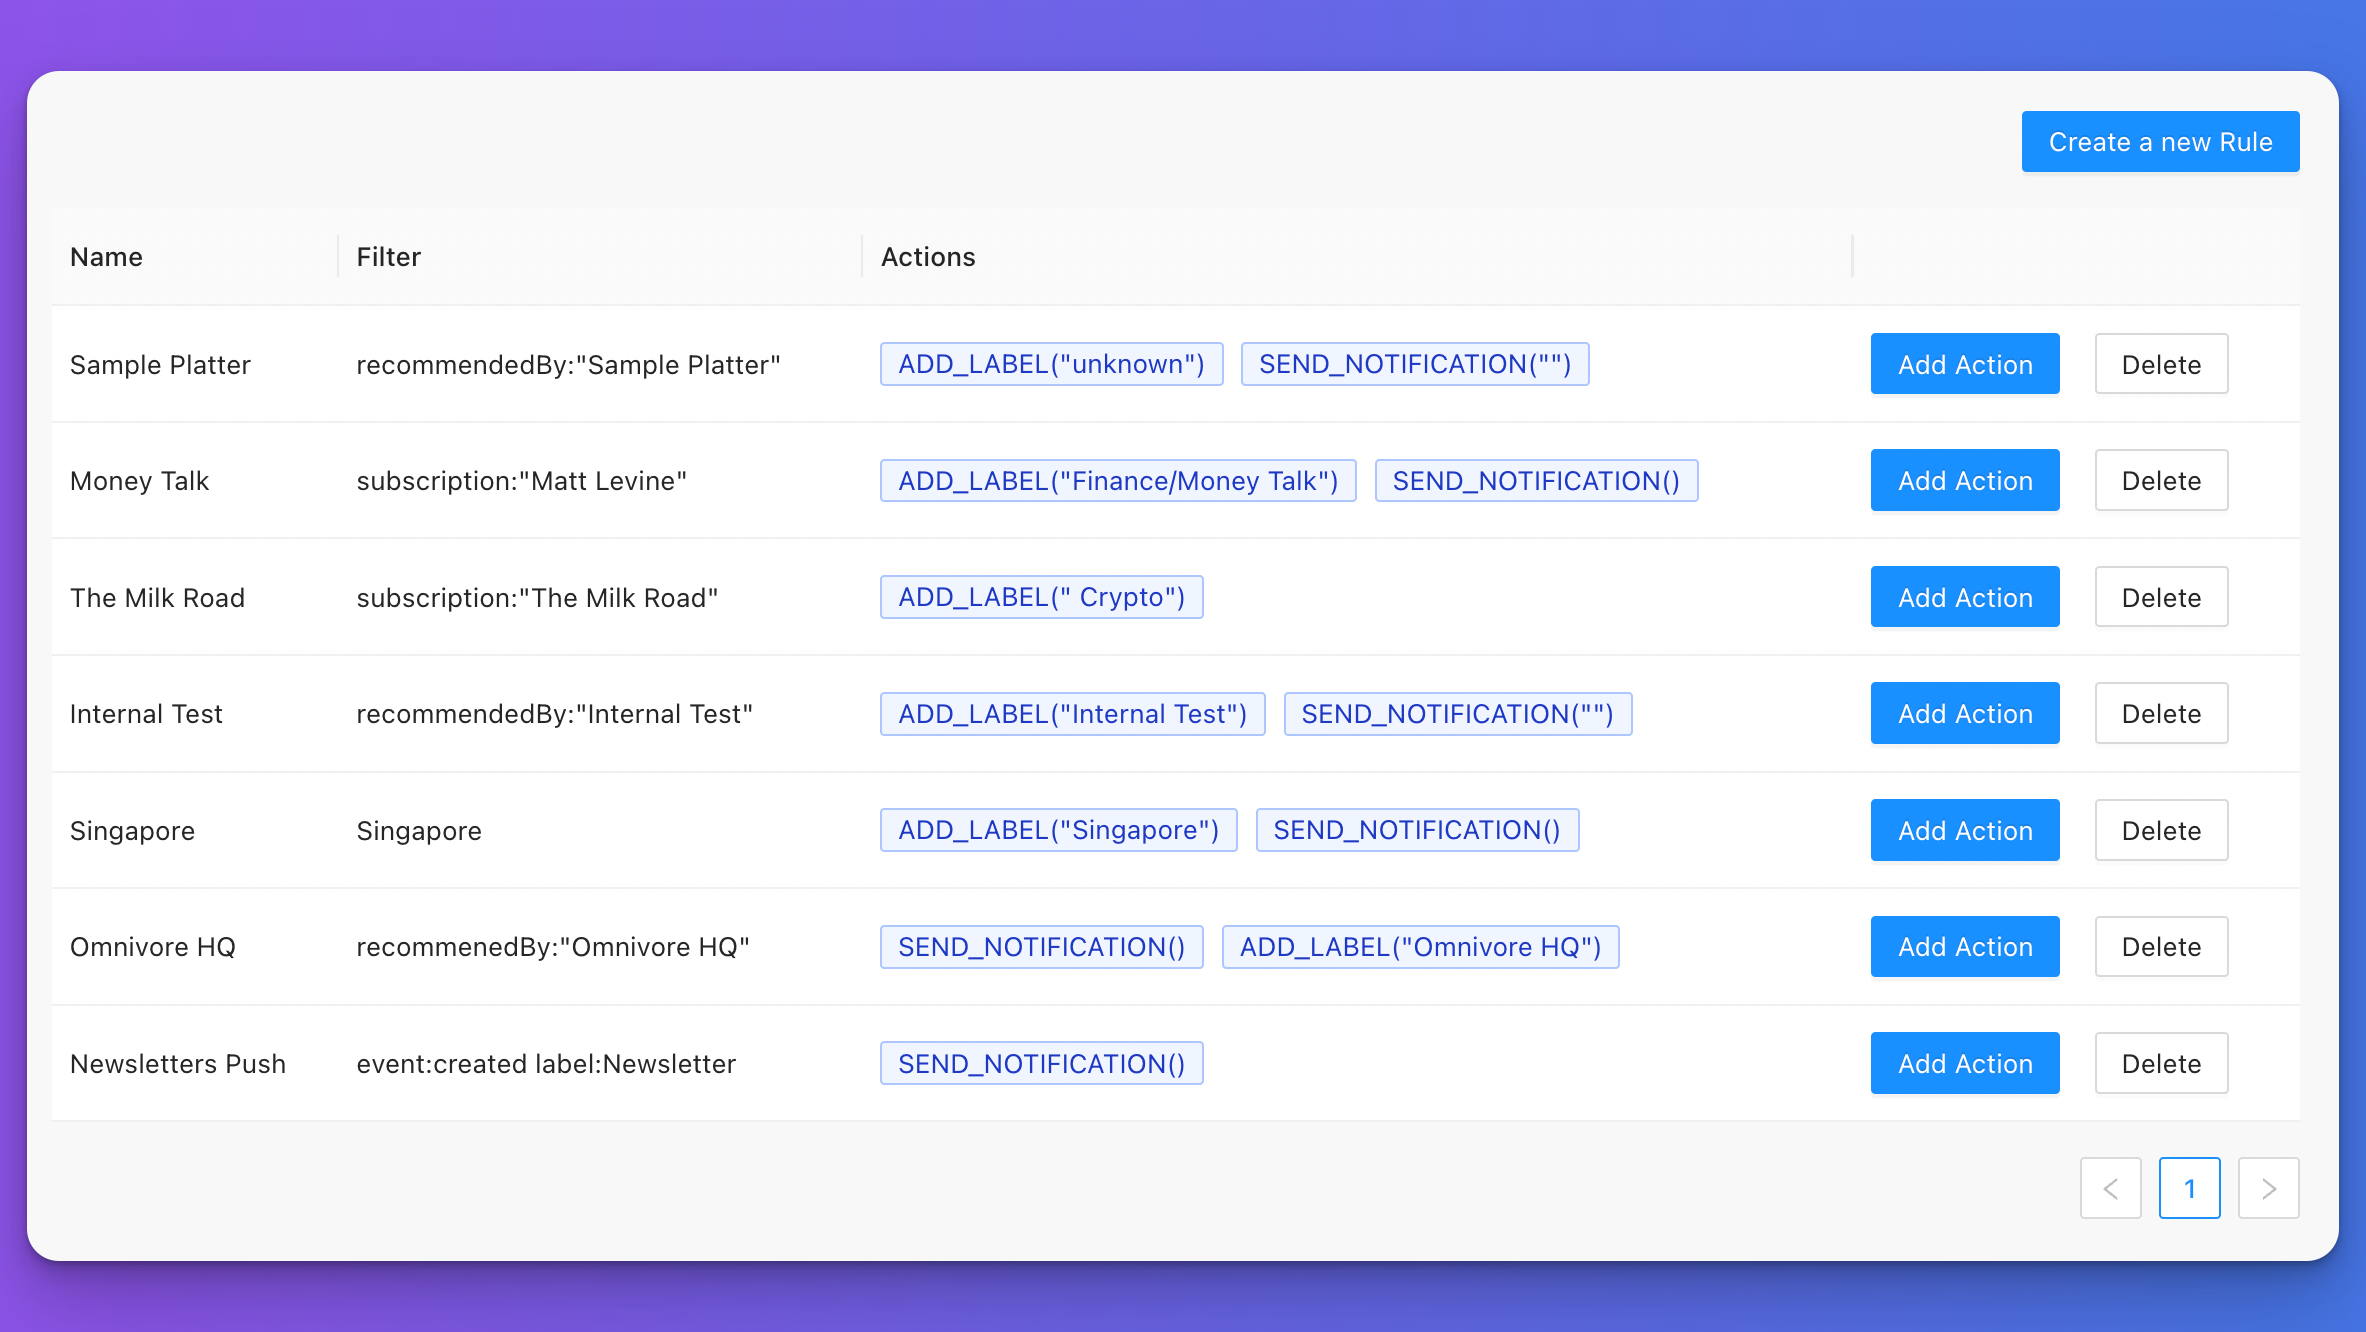 Create a new Rule
Name Filter Actions
Sample Platter recommendedBy:"Sample Platter" ADD_LABEL("unknown") SEND_NOTIFICATION("") Add Action Delete
Money Talk subscription:"Matt Levine" ADD_LABEL("Finance/Money Talk") SEND_NOTIFICATION() Add Action Delete
The Milk Road subscription:"The Milk Road" ADD_LABEL(" Crypto") Add Action Delete
Internal Test recommendedBy:"Internal Test" ADD_LABEL("Internal Test") SEND_NOTIFICATION("") Add Action Delete
Singapore Singapore ADD_LABEL("Singapore") SEND_NOTIFICATION() Add Action Delete
Omnivore HQ recommenedBy:"Omnivore HQ" SEND_NOTIFICATION() ADD_LABEL("Omnivore HQ") Add Action Delete
Newsletters Push event:created label:Newsletter SEND_NOTIFICATION() Add Action Delete
< 1 >